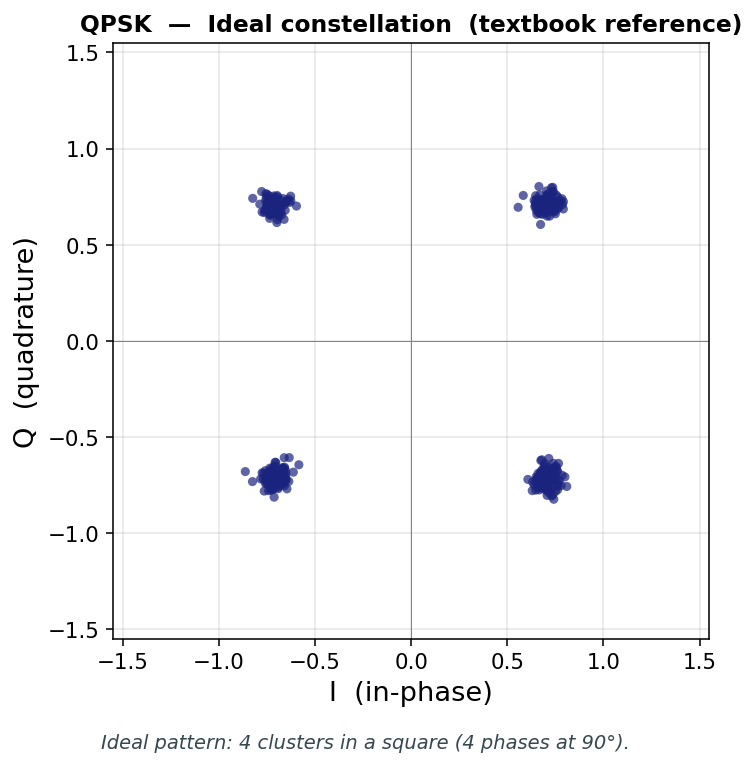 QPSK — Ideal constellation (textbook reference)
1.5
1.0
0.5
0.0
−0.5
−1.0
−1.5
Q (quadrature)
−1.5 −1.0 −0.5 0.0 0.5 1.0 1.5
I (in-phase)
Ideal pattern: 4 clusters in a square (4 phases at 90°).